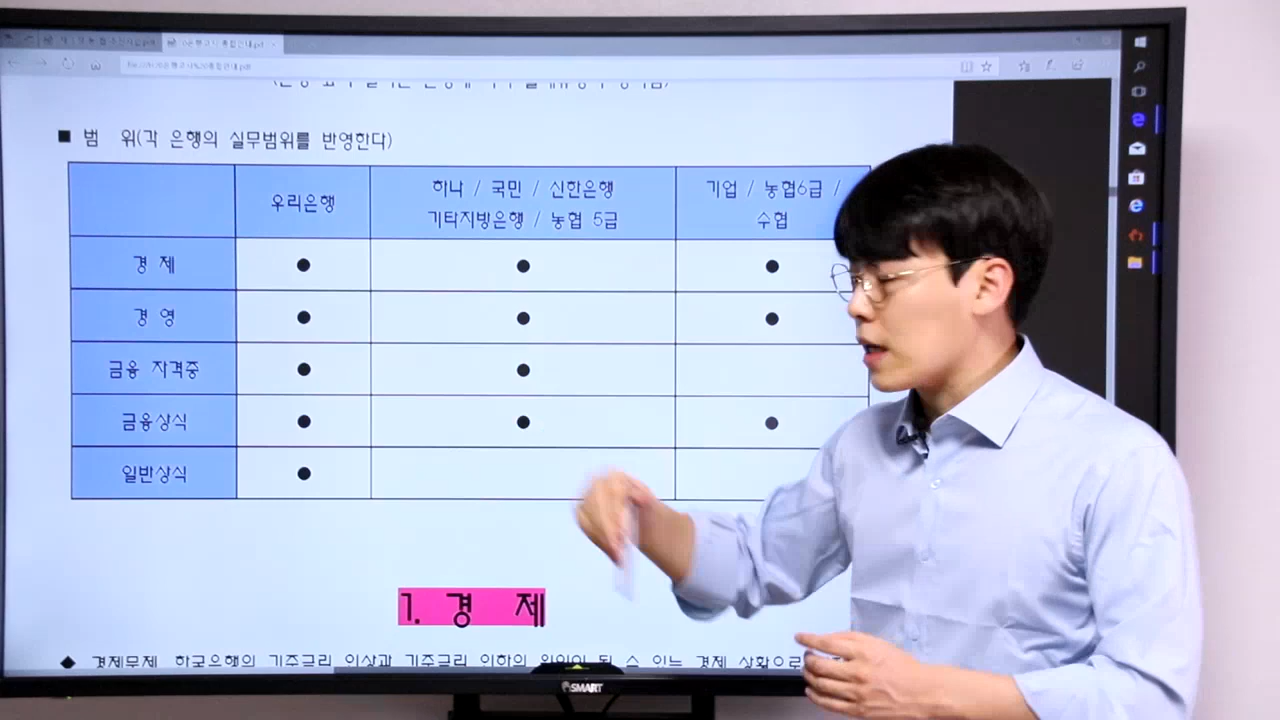 ■ 범 위(각 은행의 실무범위를 반영한다)
우리은행
하나 / 국민 / 신한은행
기타지방은행 / 농협 5급
기업 / 농협6급 /
수협
경 제 ● ● ●
경 영 ● ● ●
금융 자격증 ● ●
금융상식 ● ● ●
일반상식 ●
1. 경 제
◆ 경제문제 한국은행의 기준금리 인상과 기준금리 인하의 원인이 될 수 있는 경제 상황으로
SMART